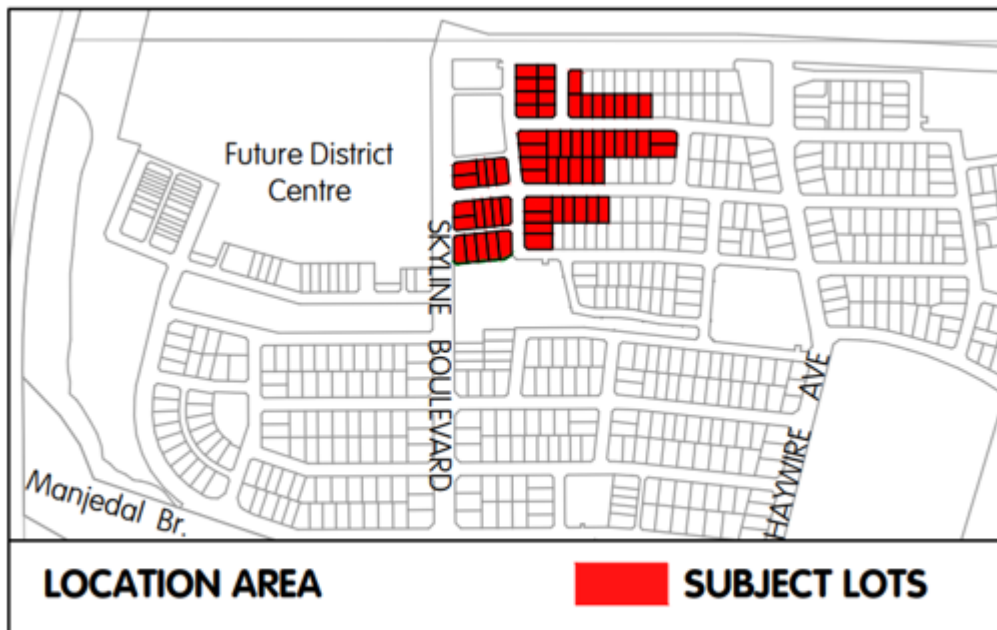 Future District
Centre
SKYLINE BOULEVARD
HAYWIRE AVE
Manjedal Br.
LOCATION AREA
SUBJECT LOTS